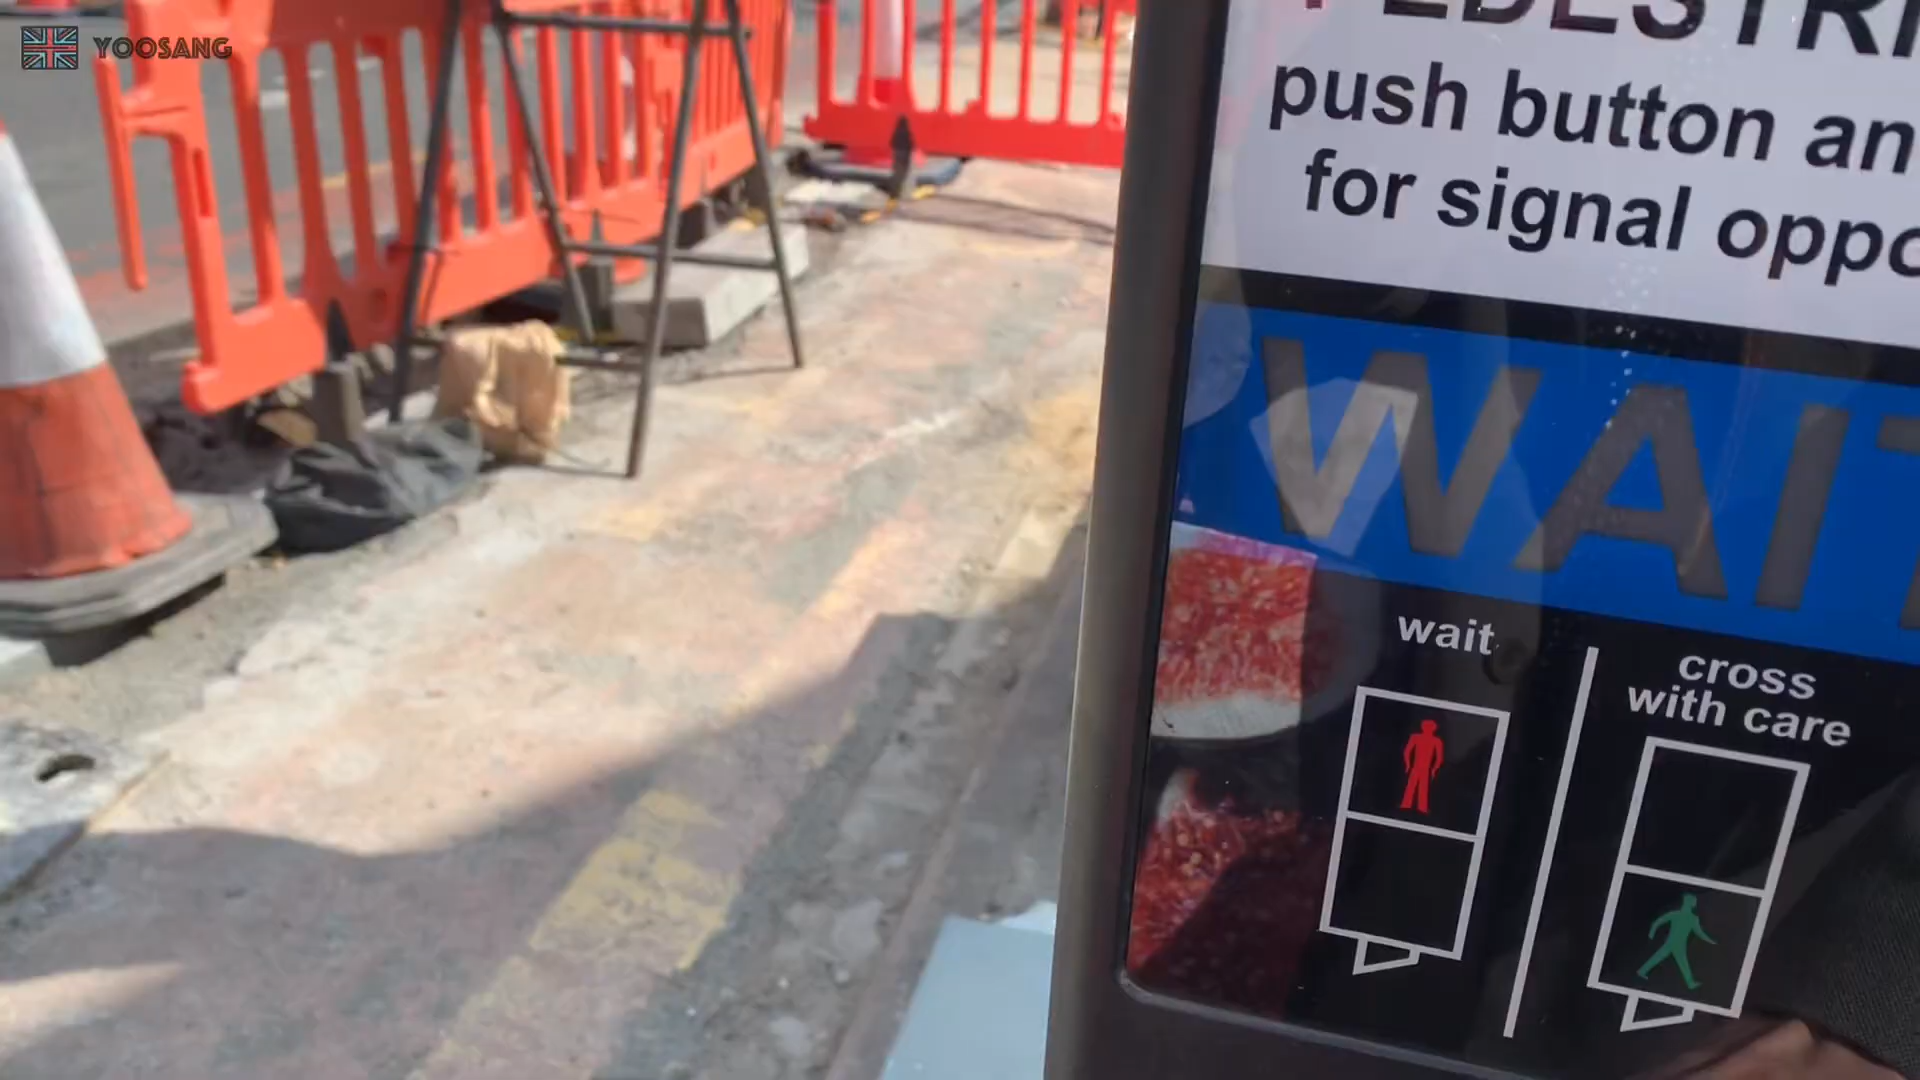 YOOSANG
push button an
for signal oppo
WAIT
wait
cross
with care